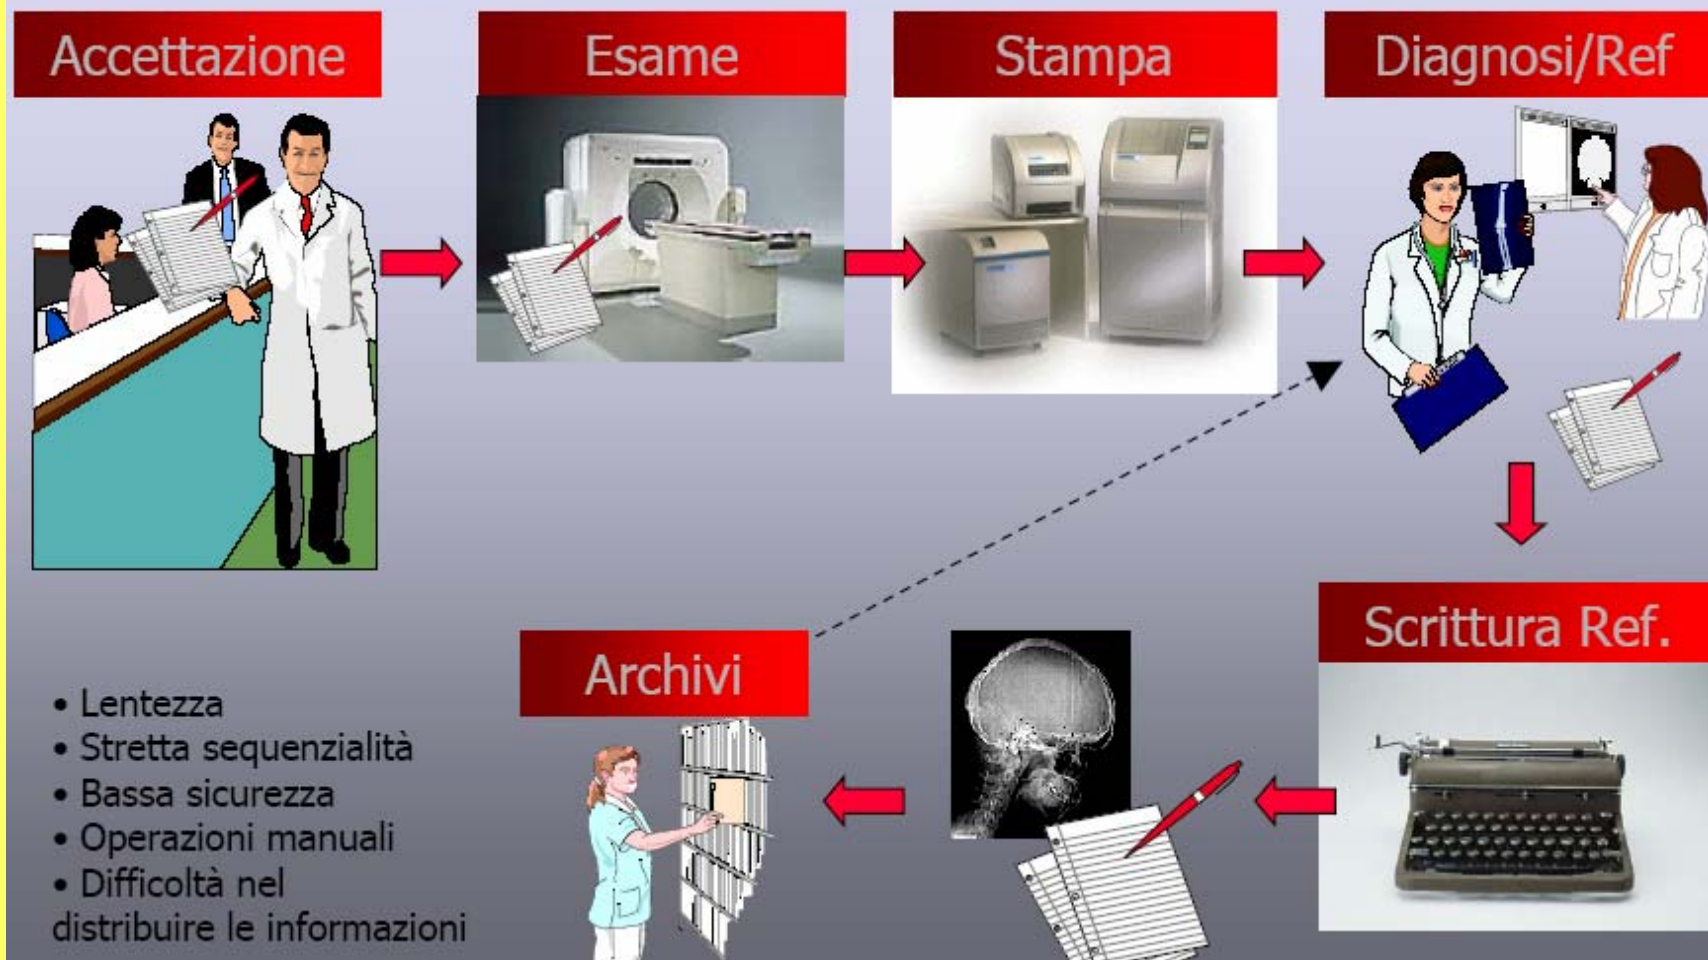 Accettazione
Esame
Stampa
Diagnosi/Ref
Scrittura Ref.
Archivi
• Lentezza
• Stretta sequenzialità
• Bassa sicurezza
• Operazioni manuali
• Difficoltà nel
distribuire le informazioni